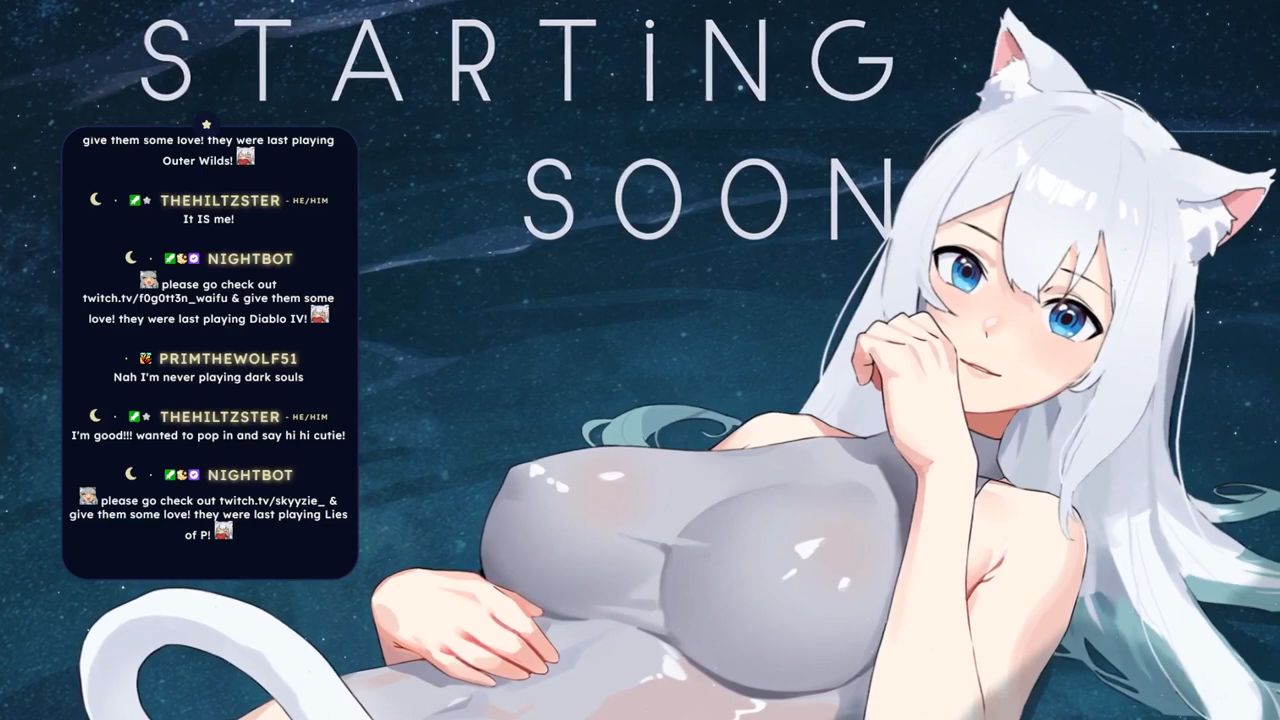 STARTiNG
SOON
give them some love! they were last playing
Outer Wilds!
THEHILTZSTER - HE/HIM
It IS me!
NIGHTBOT
please go check out
twitch.tv/f0g0tt3n_waifu & give them some
love! they were last playing Diablo IV!
PRIMTHEWOLF51
Nah I'm never playing dark souls
THEHILTZSTER - HE/HIM
I'm good!!! wanted to pop in and say hi hi cutie!
NIGHTBOT
please go check out twitch.tv/skyyzie_ &
give them some love! they were last playing Lies
of P!